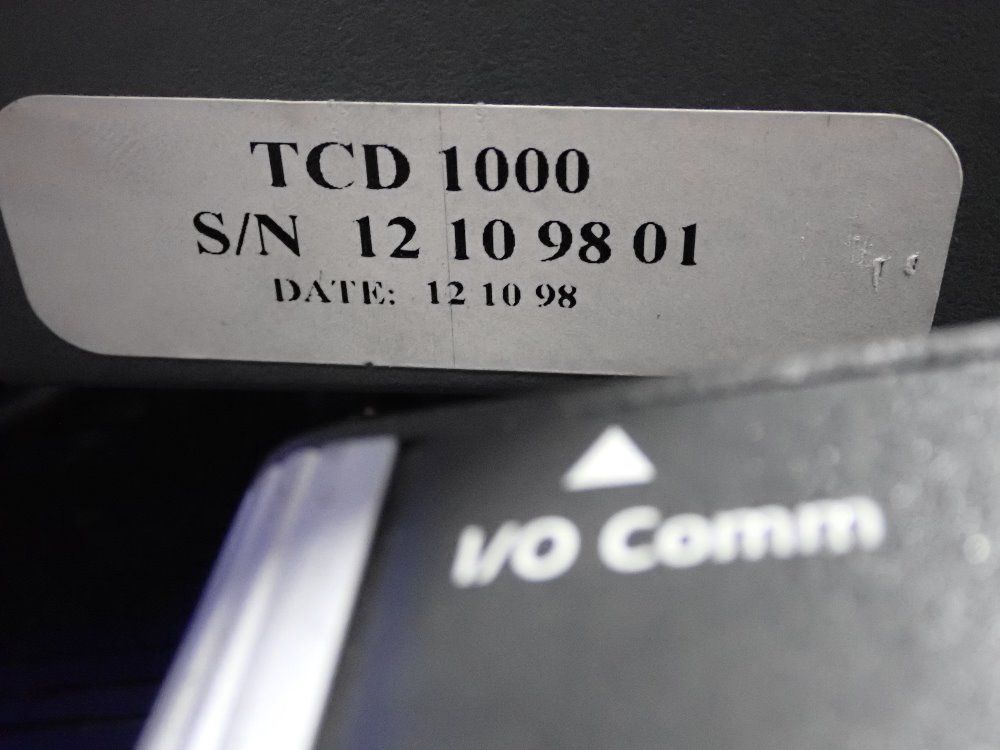 TCD 1000
S/N 12 10 98 01
DATE: 12 10 98
I/O Comm